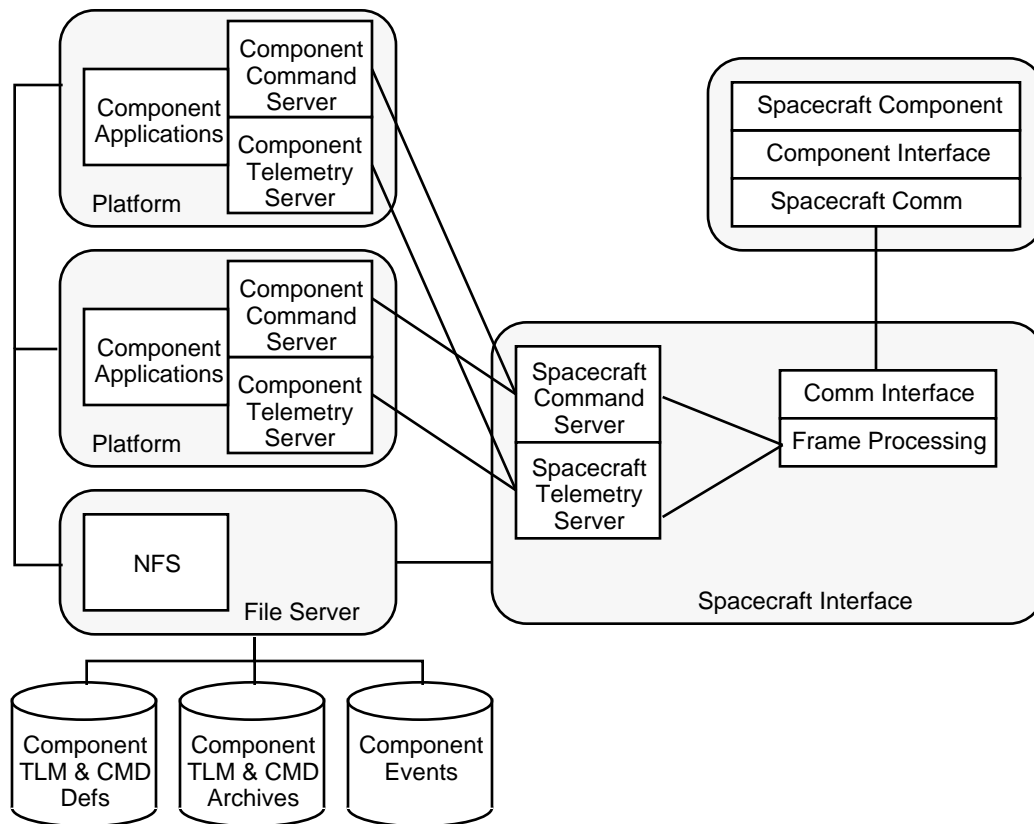 Component
Command
Server
Component
Applications
Component
Telemetry
Server
Platform
Spacecraft Component
Component Interface
Spacecraft Comm
Component
Command
Server
Component
Applications
Component
Telemetry
Server
Platform
Spacecraft
Command
Server
Spacecraft
Telemetry
Server
Comm Interface
Frame Processing
Spacecraft Interface
NFS
File Server
Component
TLM & CMD
Defs
Component
TLM & CMD
Archives
Component
Events